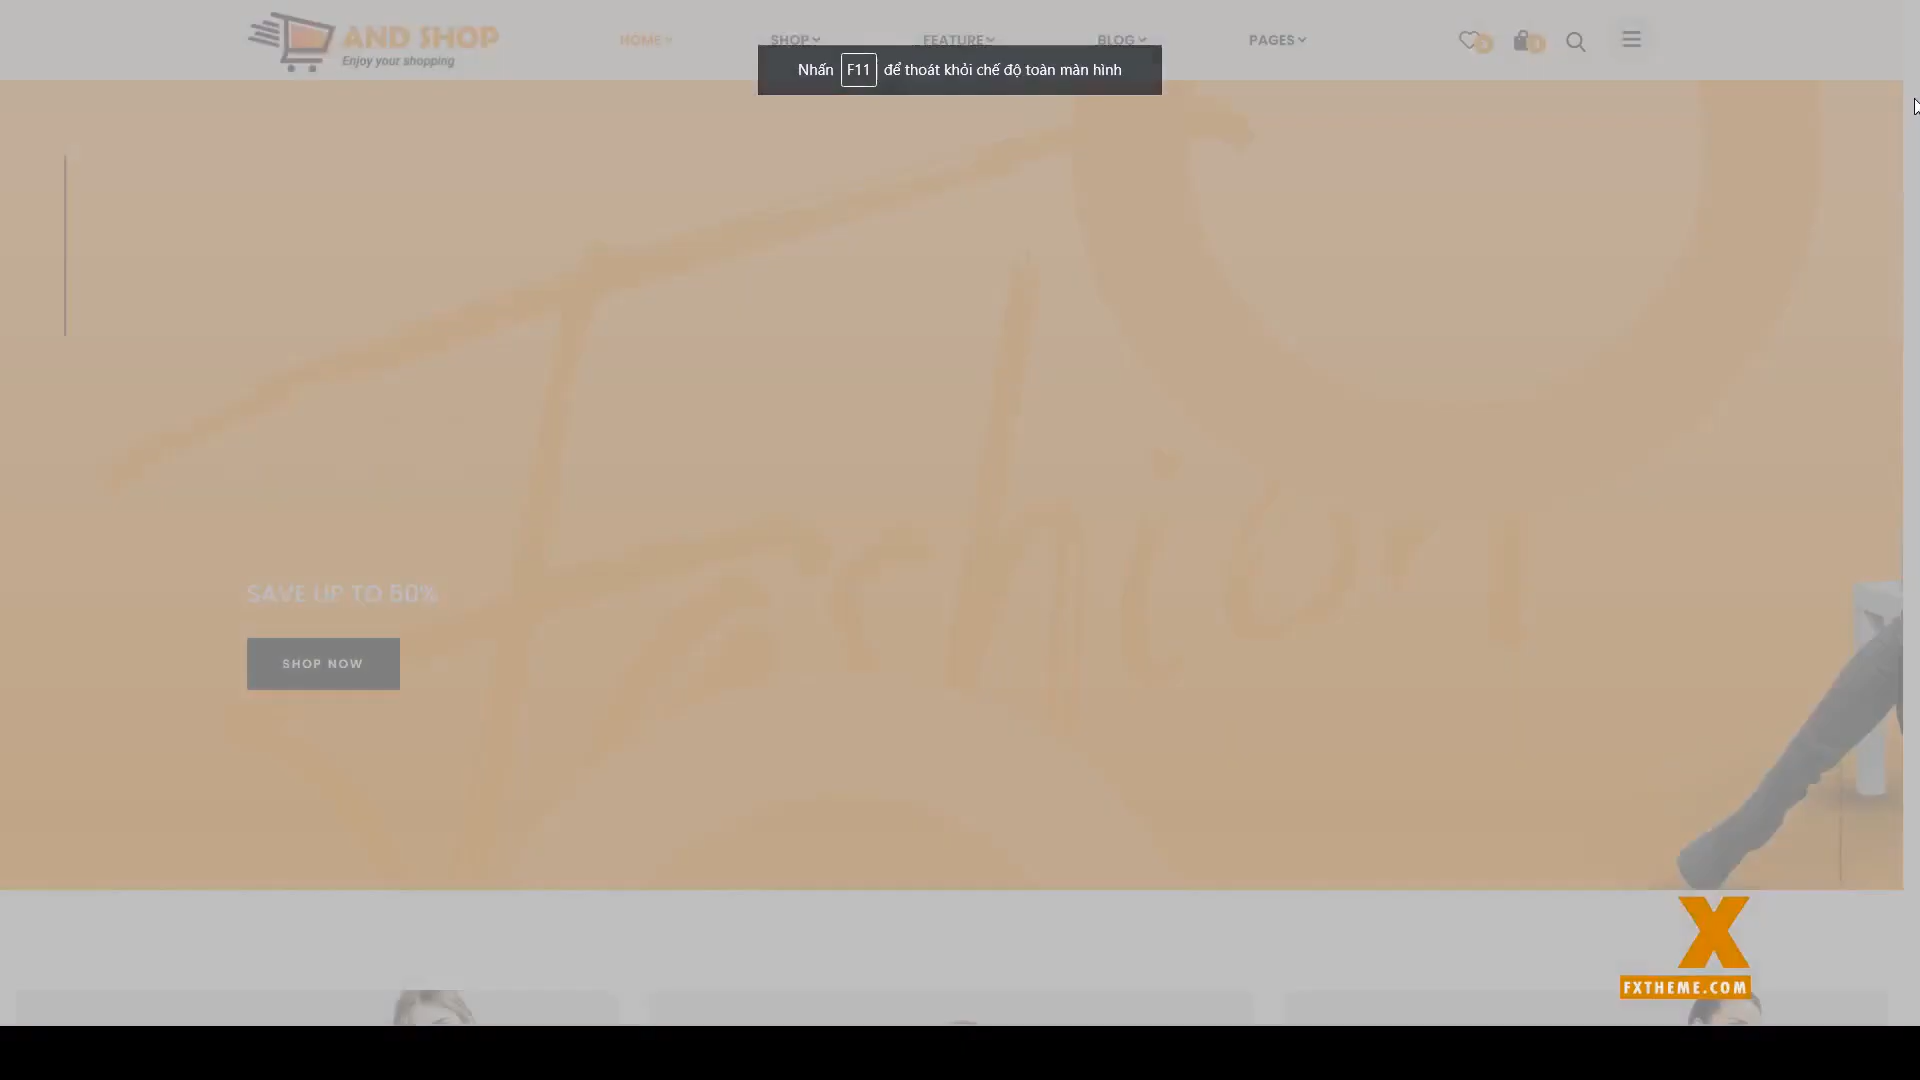 AND SHOP
Enjoy your shopping
HOME
SHOP
FEATURE
BLOG
PAGES
Nhấn F11 để thoát khỏi chế độ toàn màn hình
Fashion
SAVE UP TO 50%
SHOP NOW
X
FXTHEME.COM